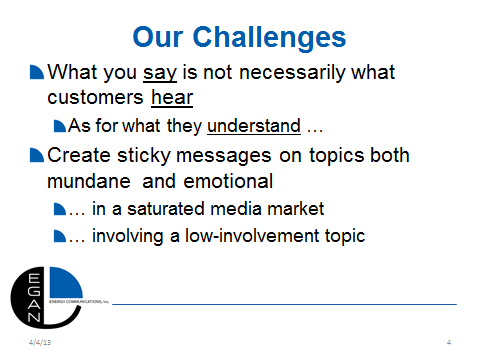 Our Challenges
What you say is not necessarily what
customers hear
As for what they understand …
Create sticky messages on topics both
mundane  and emotional
… in a saturated media market
… involving a low-involvement topic
EGAN
ENERGY COMMUNICATIONS, Inc.
4/4/13
4